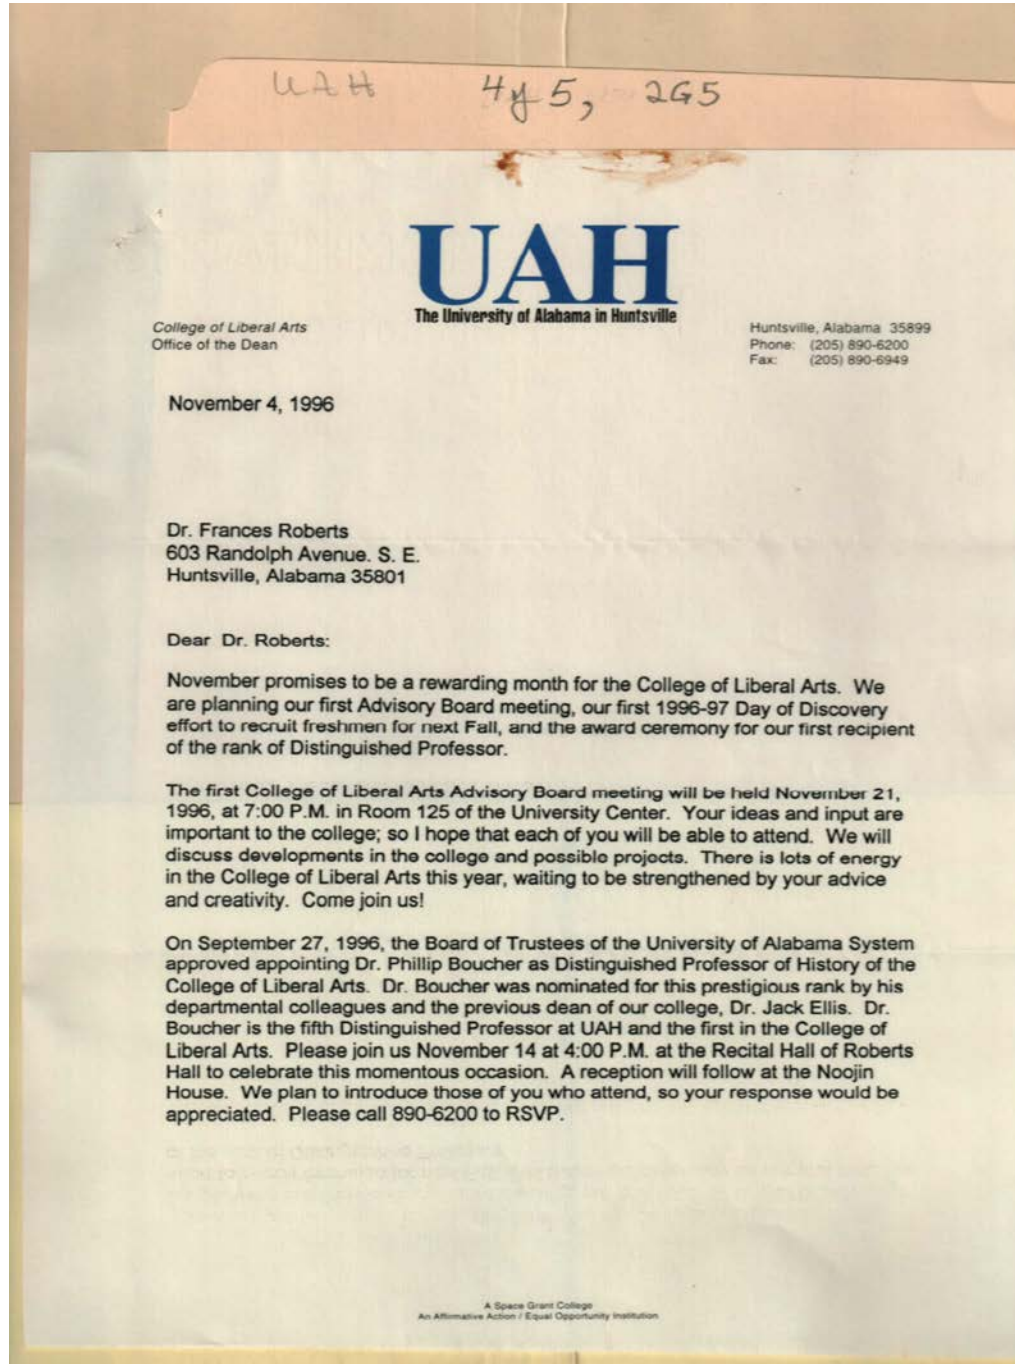 UAH 4y5, 2G5
UAH
The University of Alabama in Huntsville
College of Liberal Arts
Office of the Dean
Huntsville, Alabama 35899
Phone: (205) 890-6200
Fax: (205) 890-6949
November 4, 1996
Dr. Frances Roberts
603 Randolph Avenue. S. E.
Huntsville, Alabama 35801
Dear Dr. Roberts:
November promises to be a rewarding month for the College of Liberal Arts. We
are planning our first Advisory Board meeting, our first 1996-97 Day of Discovery
effort to recruit freshmen for next Fall, and the award ceremony for our first recipient
of the rank of Distinguished Professor.
The first College of Liberal Arts Advisory Board meeting will be held November 21,
1996, at 7:00 P.M. in Room 125 of the University Center. Your ideas and input are
important to the college; so I hope that each of you will be able to attend. We will
discuss developments in the college and possible projects. There is lots of energy
in the College of Liberal Arts this year, waiting to be strengthened by your advice
and creativity. Come join us!
On September 27, 1996, the Board of Trustees of the University of Alabama System
approved appointing Dr. Phillip Boucher as Distinguished Professor of History of the
College of Liberal Arts. Dr. Boucher was nominated for this prestigious rank by his
departmental colleagues and the previous dean of our college, Dr. Jack Ellis. Dr.
Boucher is the fifth Distinguished Professor at UAH and the first in the College of
Liberal Arts. Please join us November 14 at 4:00 P.M. at the Recital Hall of Roberts
Hall to celebrate this momentous occasion. A reception will follow at the Noojin
House. We plan to introduce those of you who attend, so your response would be
appreciated. Please call 890-6200 to RSVP.
A Space Grant College
An Affirmative Action / Equal Opportunity Institution